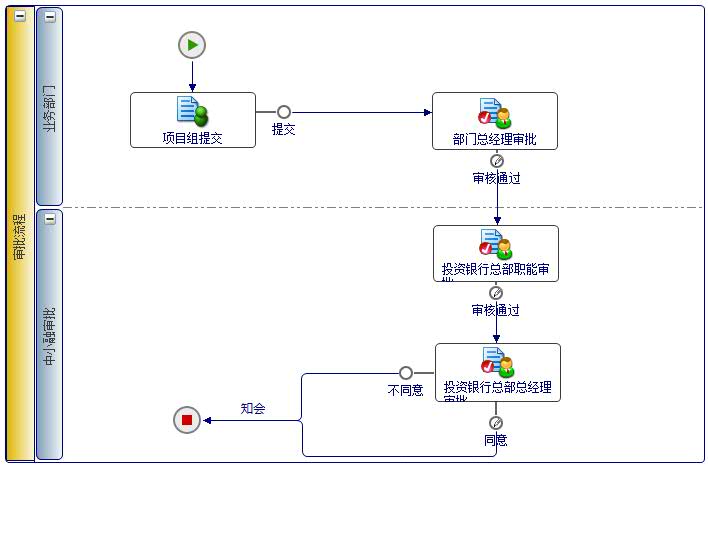 审批流程
业务部门
项目组提交
提交
部门总经理审批
审核通过
中小融审批
投资银行总部职能审
批
审核通过
投资银行总部总经理
审批
不同意
知会
同意